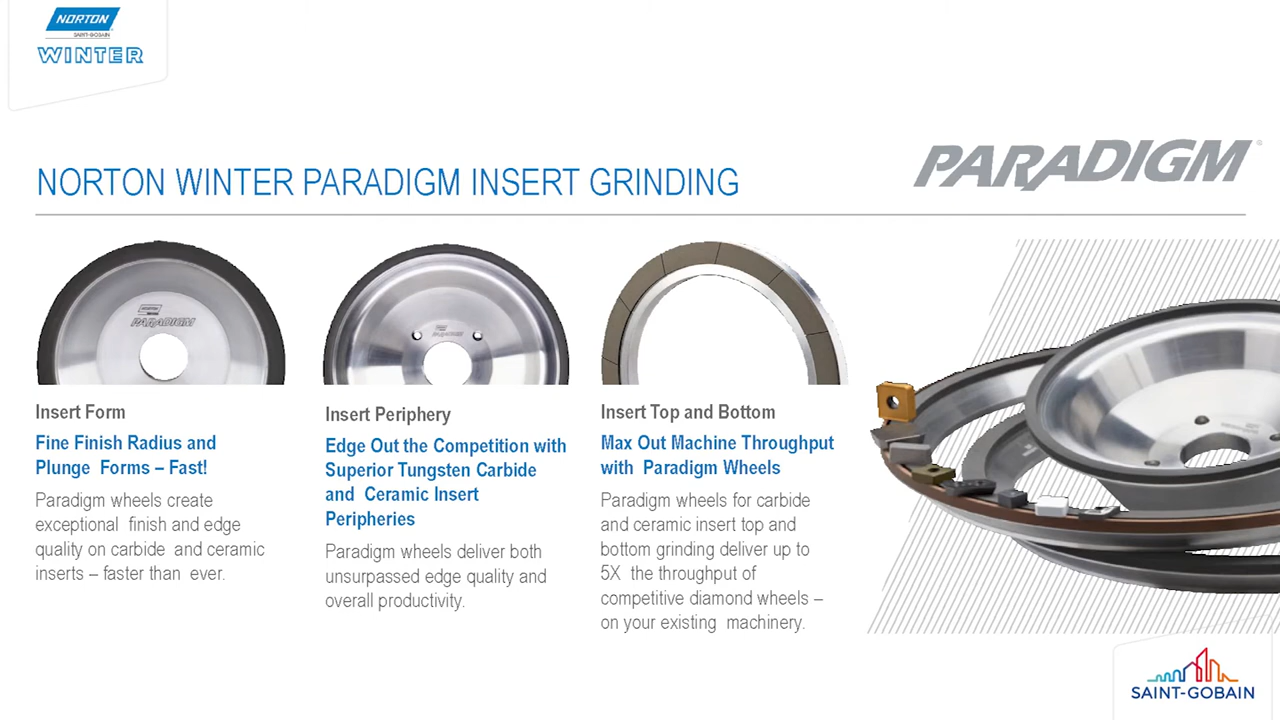 NORTON
SAINT-GOBAIN
WINTER
PARADIGM
NORTON WINTER PARADIGM INSERT GRINDING
NORTON
PARADIGM
Insert Form
Fine Finish Radius and
Plunge Forms – Fast!
Paradigm wheels create
exceptional finish and edge
quality on carbide and ceramic
inserts – faster than ever.
Insert Periphery
Edge Out the Competition with
Superior Tungsten Carbide
and Ceramic Insert
Peripheries
Paradigm wheels deliver both
unsurpassed edge quality and
overall productivity.
Insert Top and Bottom
Max Out Machine Throughput
with Paradigm Wheels
Paradigm wheels for carbide
and ceramic insert top and
bottom grinding deliver up to
5X the throughput of
competitive diamond wheels –
on your existing machinery.
SAINT-GOBAIN